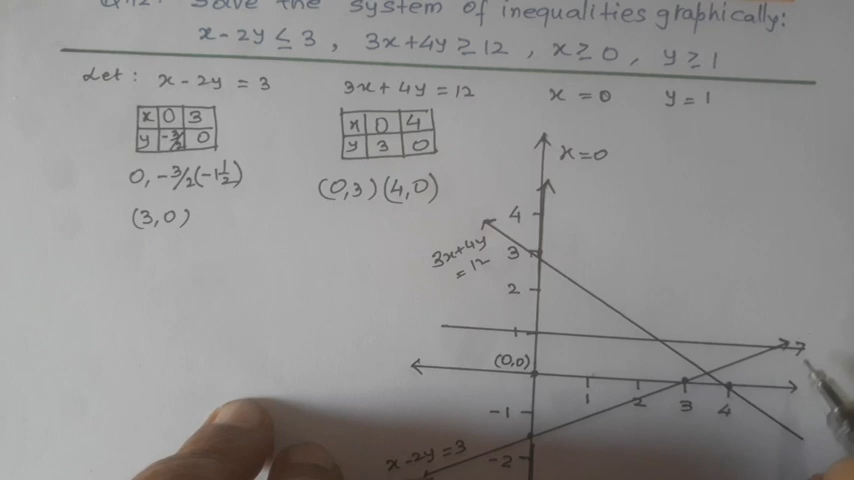 Solve the system of inequalities graphically:
x - 2y ≤ 3 , 3x + 4y ≥ 12 , x ≥ 0 , y ≥ 1
Let : x - 2y = 3 3x + 4y = 12 x = 0 y = 1
x 0 3
y -3/2 0
x 0 4
y 3 0
0, -3/2 (-1 1/2)
(3,0)
(0,3) (4,0)
x = 0
4
3x+4y
= 12
3
2
1
(0,0)
1 2 3 4
-1
x - 2y = 3
-2